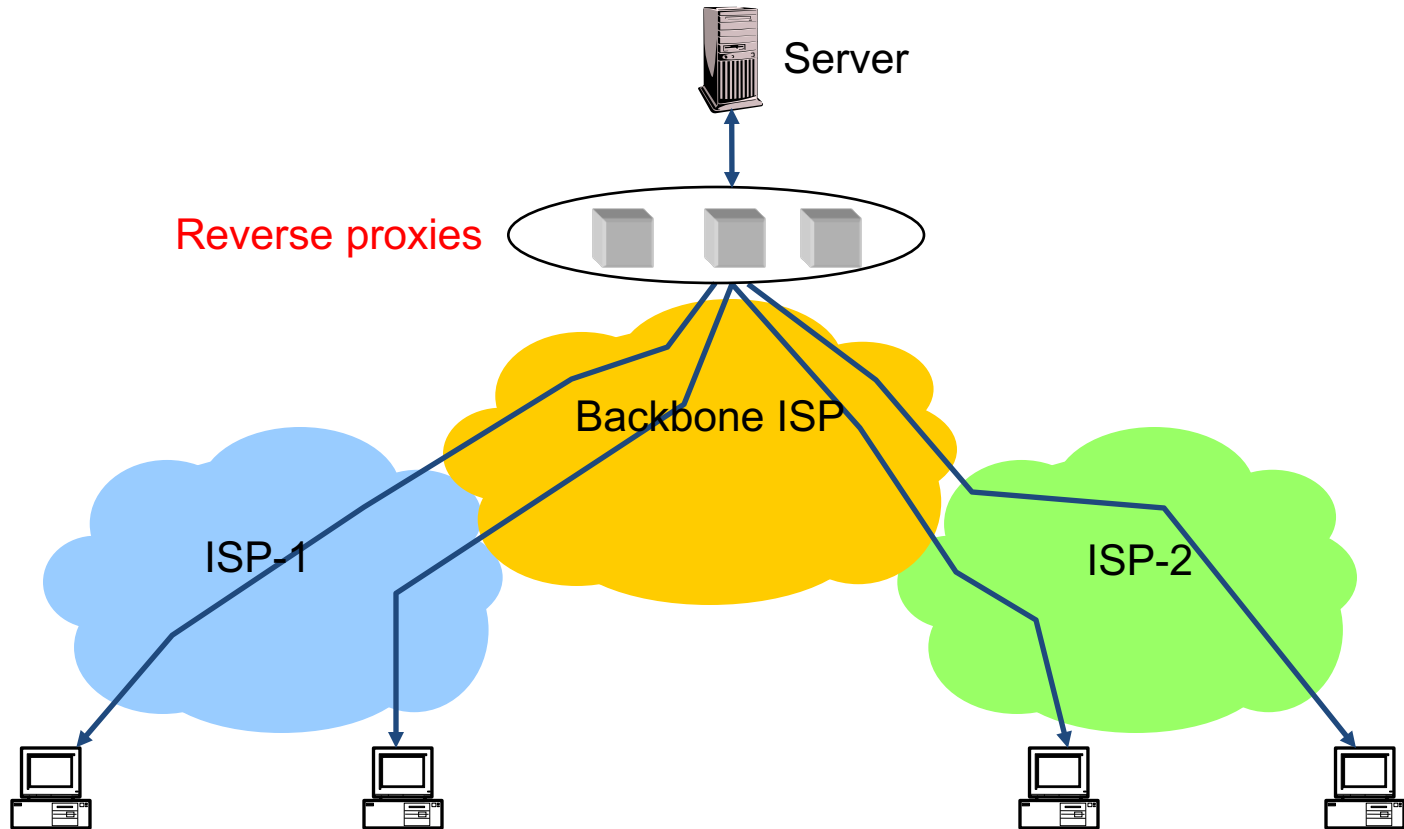 Server
Reverse proxies
Backbone ISP
ISP-1
ISP-2